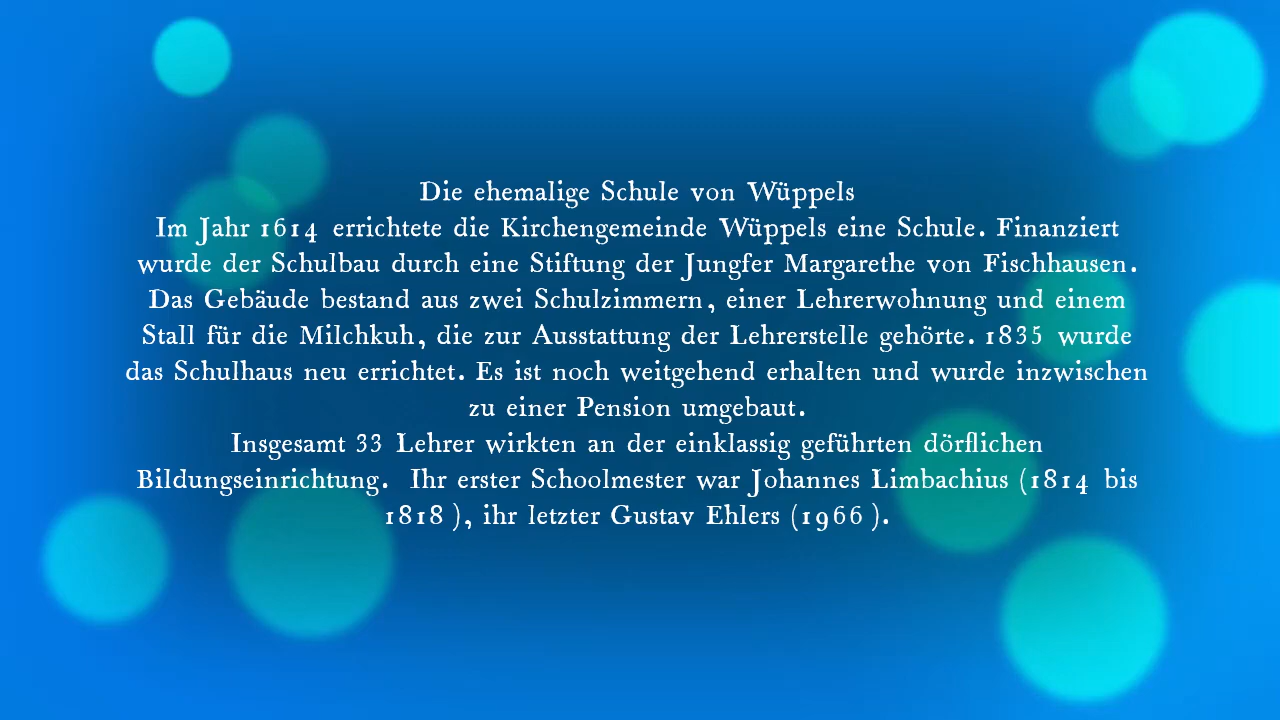 Die ehemalige Schule von Wüppels
Im Jahr 1614 errichtete die Kirchengemeinde Wüppels eine Schule. Finanziert
wurde der Schulbau durch eine Stiftung der Jungfer Margarethe von Fischhausen.
Das Gebäude bestand aus zwei Schulzimmern, einer Lehrerwohnung und einem
Stall für die Milchkuh, die zur Ausstattung der Lehrerstelle gehörte. 1835 wurde
das Schulhaus neu errichtet. Es ist noch weitgehend erhalten und wurde inzwischen
zu einer Pension umgebaut.
Insgesamt 33 Lehrer wirkten an der einklassig geführten dörflichen
Bildungseinrichtung. Ihr erster Schoolmester war Johannes Limbachius (1814 bis
1818), ihr letzter Gustav Ehlers (1966).